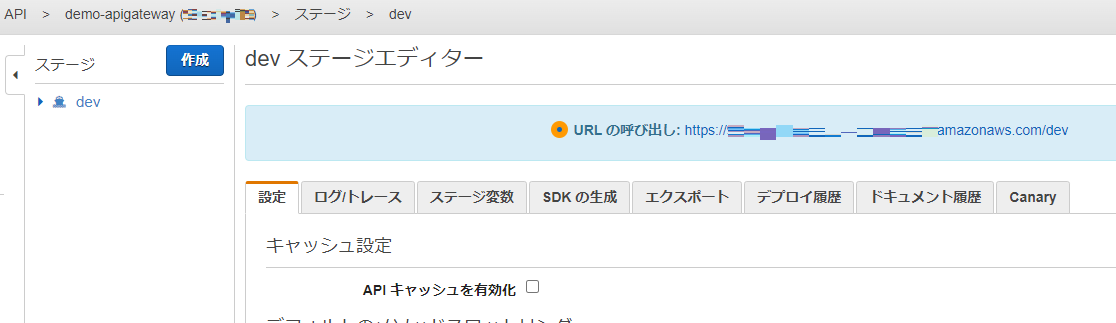 API > demo-apigateway ( ) > ステージ > dev
ステージ 作成
dev
dev ステージエディター
URL の呼び出し: https:// amazonaws.com/dev
設定 ログ/トレース ステージ変数 SDK の生成 エクスポート デプロイ履歴 ドキュメント履歴 Canary
キャッシュ設定
API キャッシュを有効化